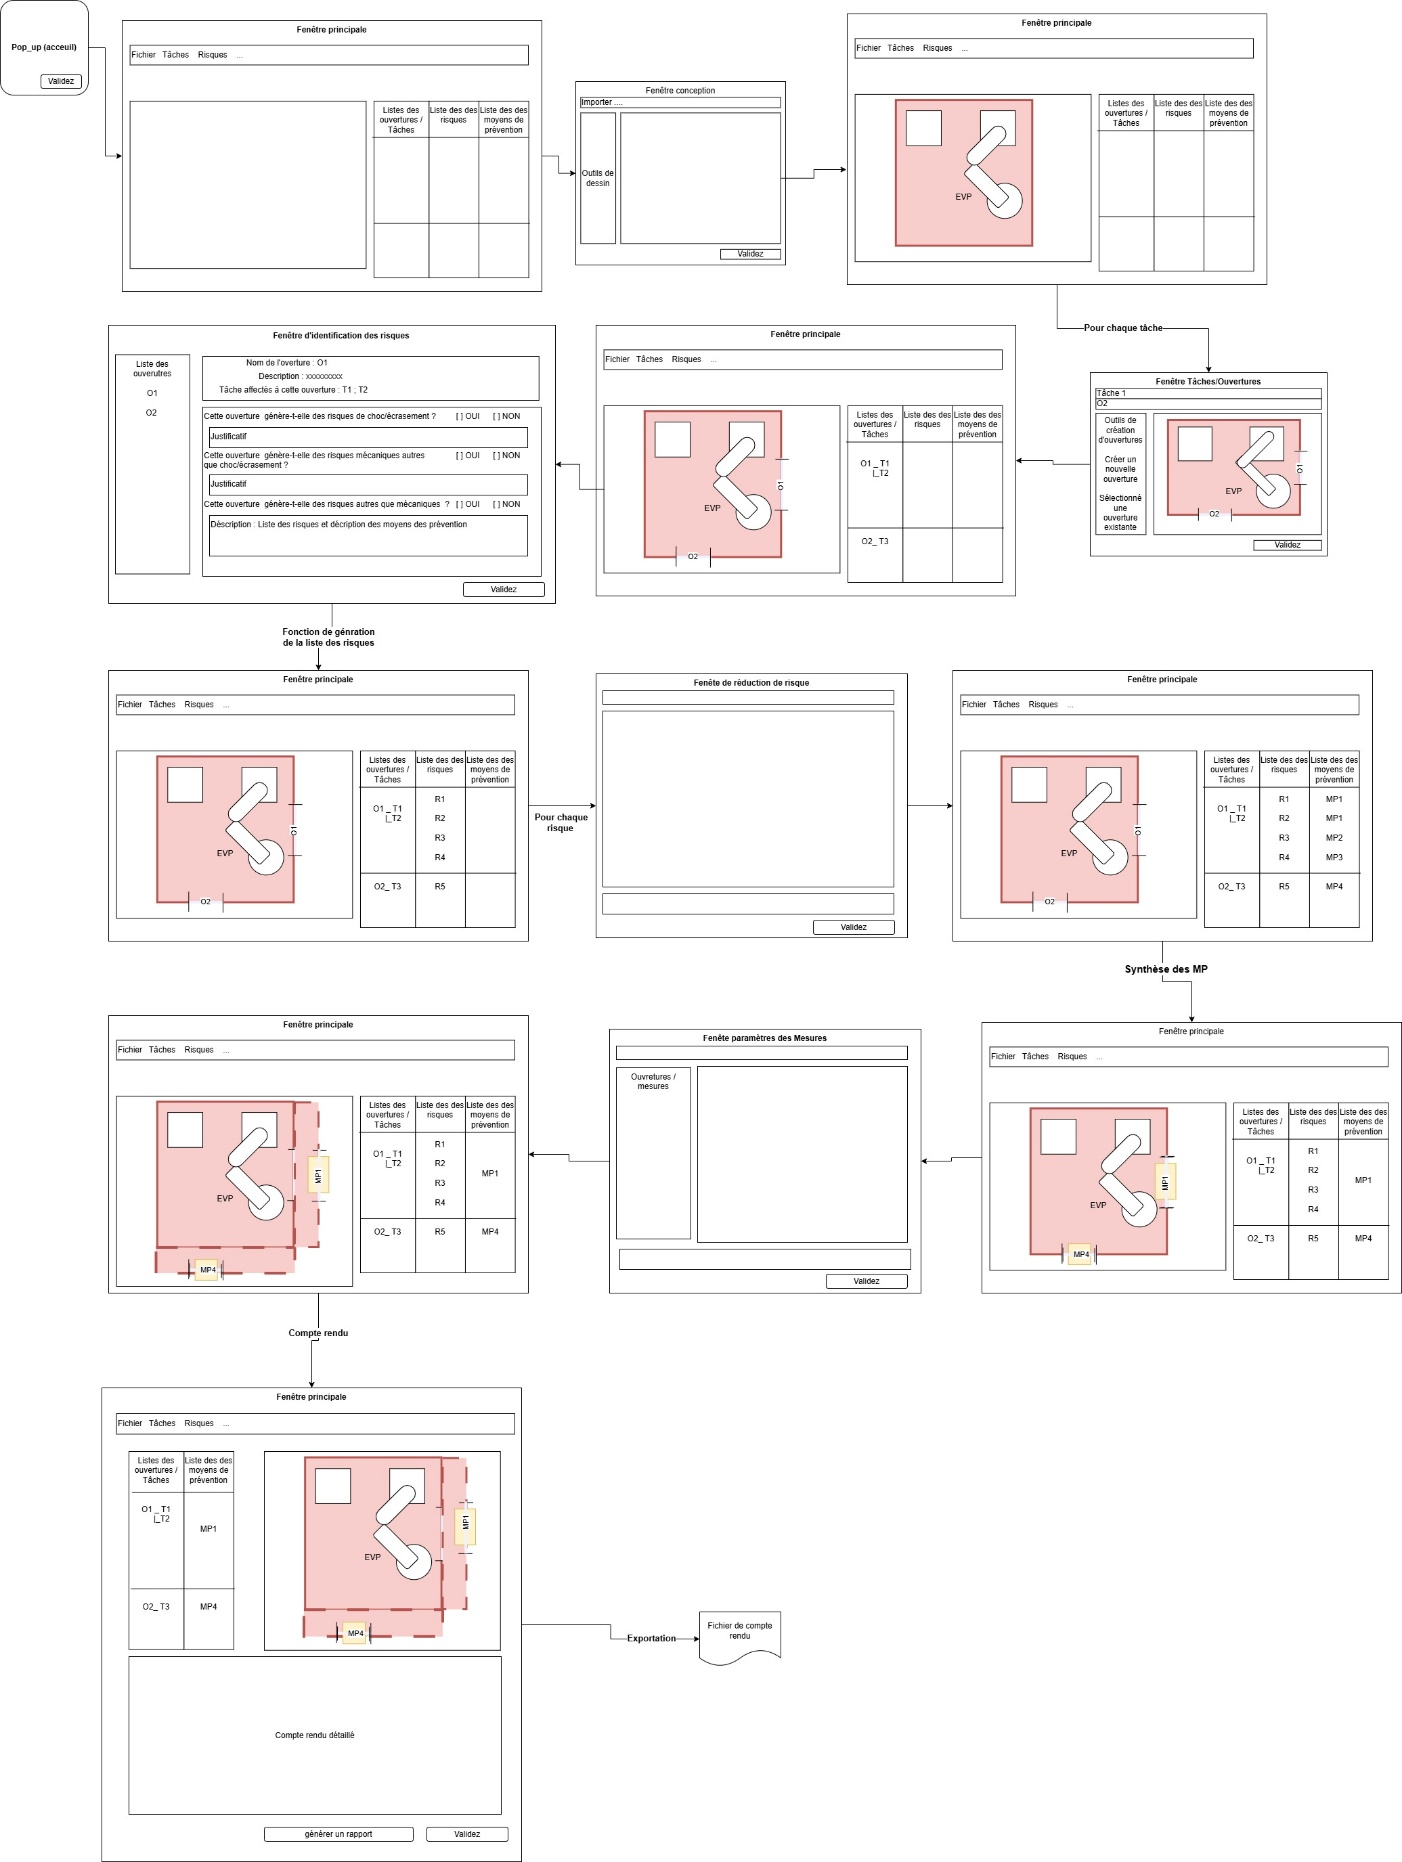 Pop_up (acceuil)
Validez
Fenêtre principale
Fichier Tâches Risques ...
Listes des
ouvertures /
Tâches
Liste des des
risques
Liste des des
moyens de
prévention
Fenêtre conception
Importer ....
Outils de
dessin
Validez
Fenêtre principale
Fichier Tâches Risques ...
EVP
Listes des
ouvertures /
Tâches
Liste des des
risques
Liste des des
moyens de
prévention
Pour chaque tâche
Fenêtre d'identification des risques
Liste des
ouverutres
O1
O2
Nom de l'overture : O1
Description : xxxxxxxxx
Tâche affectés à cette ouverture : T1 ; T2
Cette ouverture génère-t-elle des risques de choc/écrasement ? [ ] OUI [ ] NON
Justificatif
Cette ouverture génère-t-elle des risques mécaniques autres
que choc/écrasement ?
[ ] OUI [ ] NON
Justificatif
Cette ouverture génère-t-elle des risques autres que mécaniques ? [ ] OUI [ ] NON
Déscription : Liste des risques et décription des moyens des prévention
Validez
Fenêtre principale
Fichier Tâches Risques ...
EVP
O1
O2
Listes des
ouvertures /
Tâches
Liste des des
risques
Liste des des
moyens de
prévention
O1 _ T1
|_T2
O2_ T3
Fenêtre Tâches/Ouvertures
Tâche 1
O2
Outils de
création
d'ouvertures
Créer un
nouvelle
ouverture
Sélectionné
une
ouverture
existante
EVP
O1
O2
Validez
Fonction de génration
de la liste des risques
Fenêtre principale
Fichier Tâches Risques ...
EVP
O1
O2
Listes des
ouvertures /
Tâches
Liste des des
risques
Liste des des
moyens de
prévention
O1 _ T1
|_T2
R1
R2
R3
R4
O2_ T3
R5
Pour chaque
risque
Fenête de réduction de risque
Validez
Fenêtre principale
Fichier Tâches Risques ...
EVP
O1
O2
Listes des
ouvertures /
Tâches
Liste des des
risques
Liste des des
moyens de
prévention
O1 _ T1
|_T2
R1
R2
R3
R4
MP1
MP1
MP2
MP3
O2_ T3
R5
MP4
Synthèse des MP
Fenêtre principale
Fichier Tâches Risques ...
EVP
MP1
MP4
Listes des
ouvertures /
Tâches
Liste des des
risques
Liste des des
moyens de
prévention
O1 _ T1
|_T2
R1
R2
R3
R4
MP1
O2_ T3
R5
MP4
Fenête paramètres des Mesures
Ouvretures /
mesures
Validez
Fenêtre principale
Fichier Tâches Risques ...
EVP
MP1
MP4
Listes des
ouvertures /
Tâches
Liste des des
risques
Liste des des
moyens de
prévention
O1 _ T1
|_T2
R1
R2
R3
R4
MP1
O2_ T3
R5
MP4
Compte rendu
Fenêtre principale
Fichier Tâches Risques ...
Listes des
ouvertures /
Tâches
Liste des des
moyens de
prévention
O1 _ T1
|_T2
MP1
O2_ T3
MP4
EVP
MP1
MP4
Compte rendu détaillé
générer un rapport
Validez
Exportation
Fichier de compte
rendu